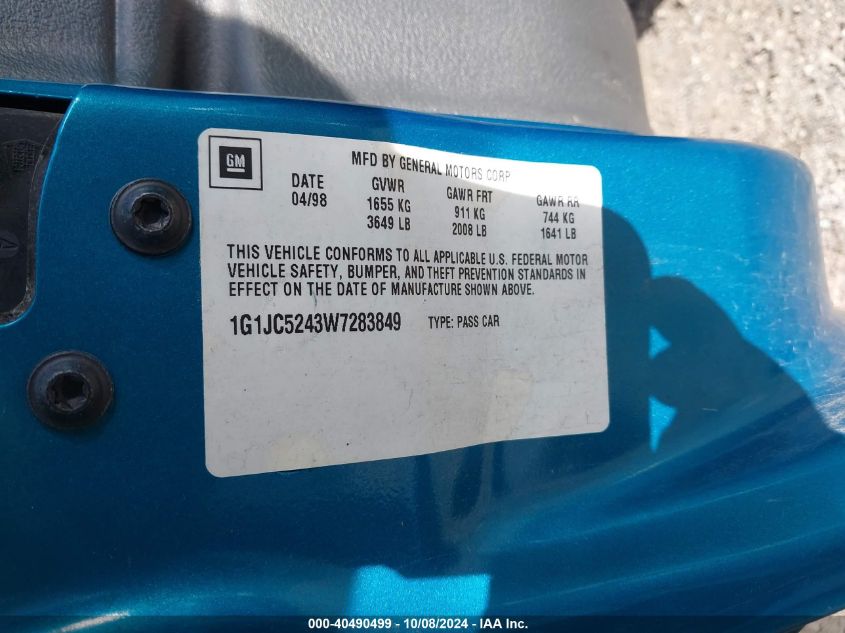 GM
MFD BY GENERAL MOTORS CORP
DATE GVWR GAWR FRT GAWR RR
04/98 1655 KG 911 KG 744 KG
3649 LB 2008 LB 1641 LB
THIS VEHICLE CONFORMS TO ALL APPLICABLE U.S. FEDERAL MOTOR
VEHICLE SAFETY, BUMPER, AND THEFT PREVENTION STANDARDS IN
EFFECT ON THE DATE OF MANUFACTURE SHOWN ABOVE.
1G1JC5243W7283849 TYPE: PASS CAR
000-40490499 - 10/08/2024 - IAA Inc.